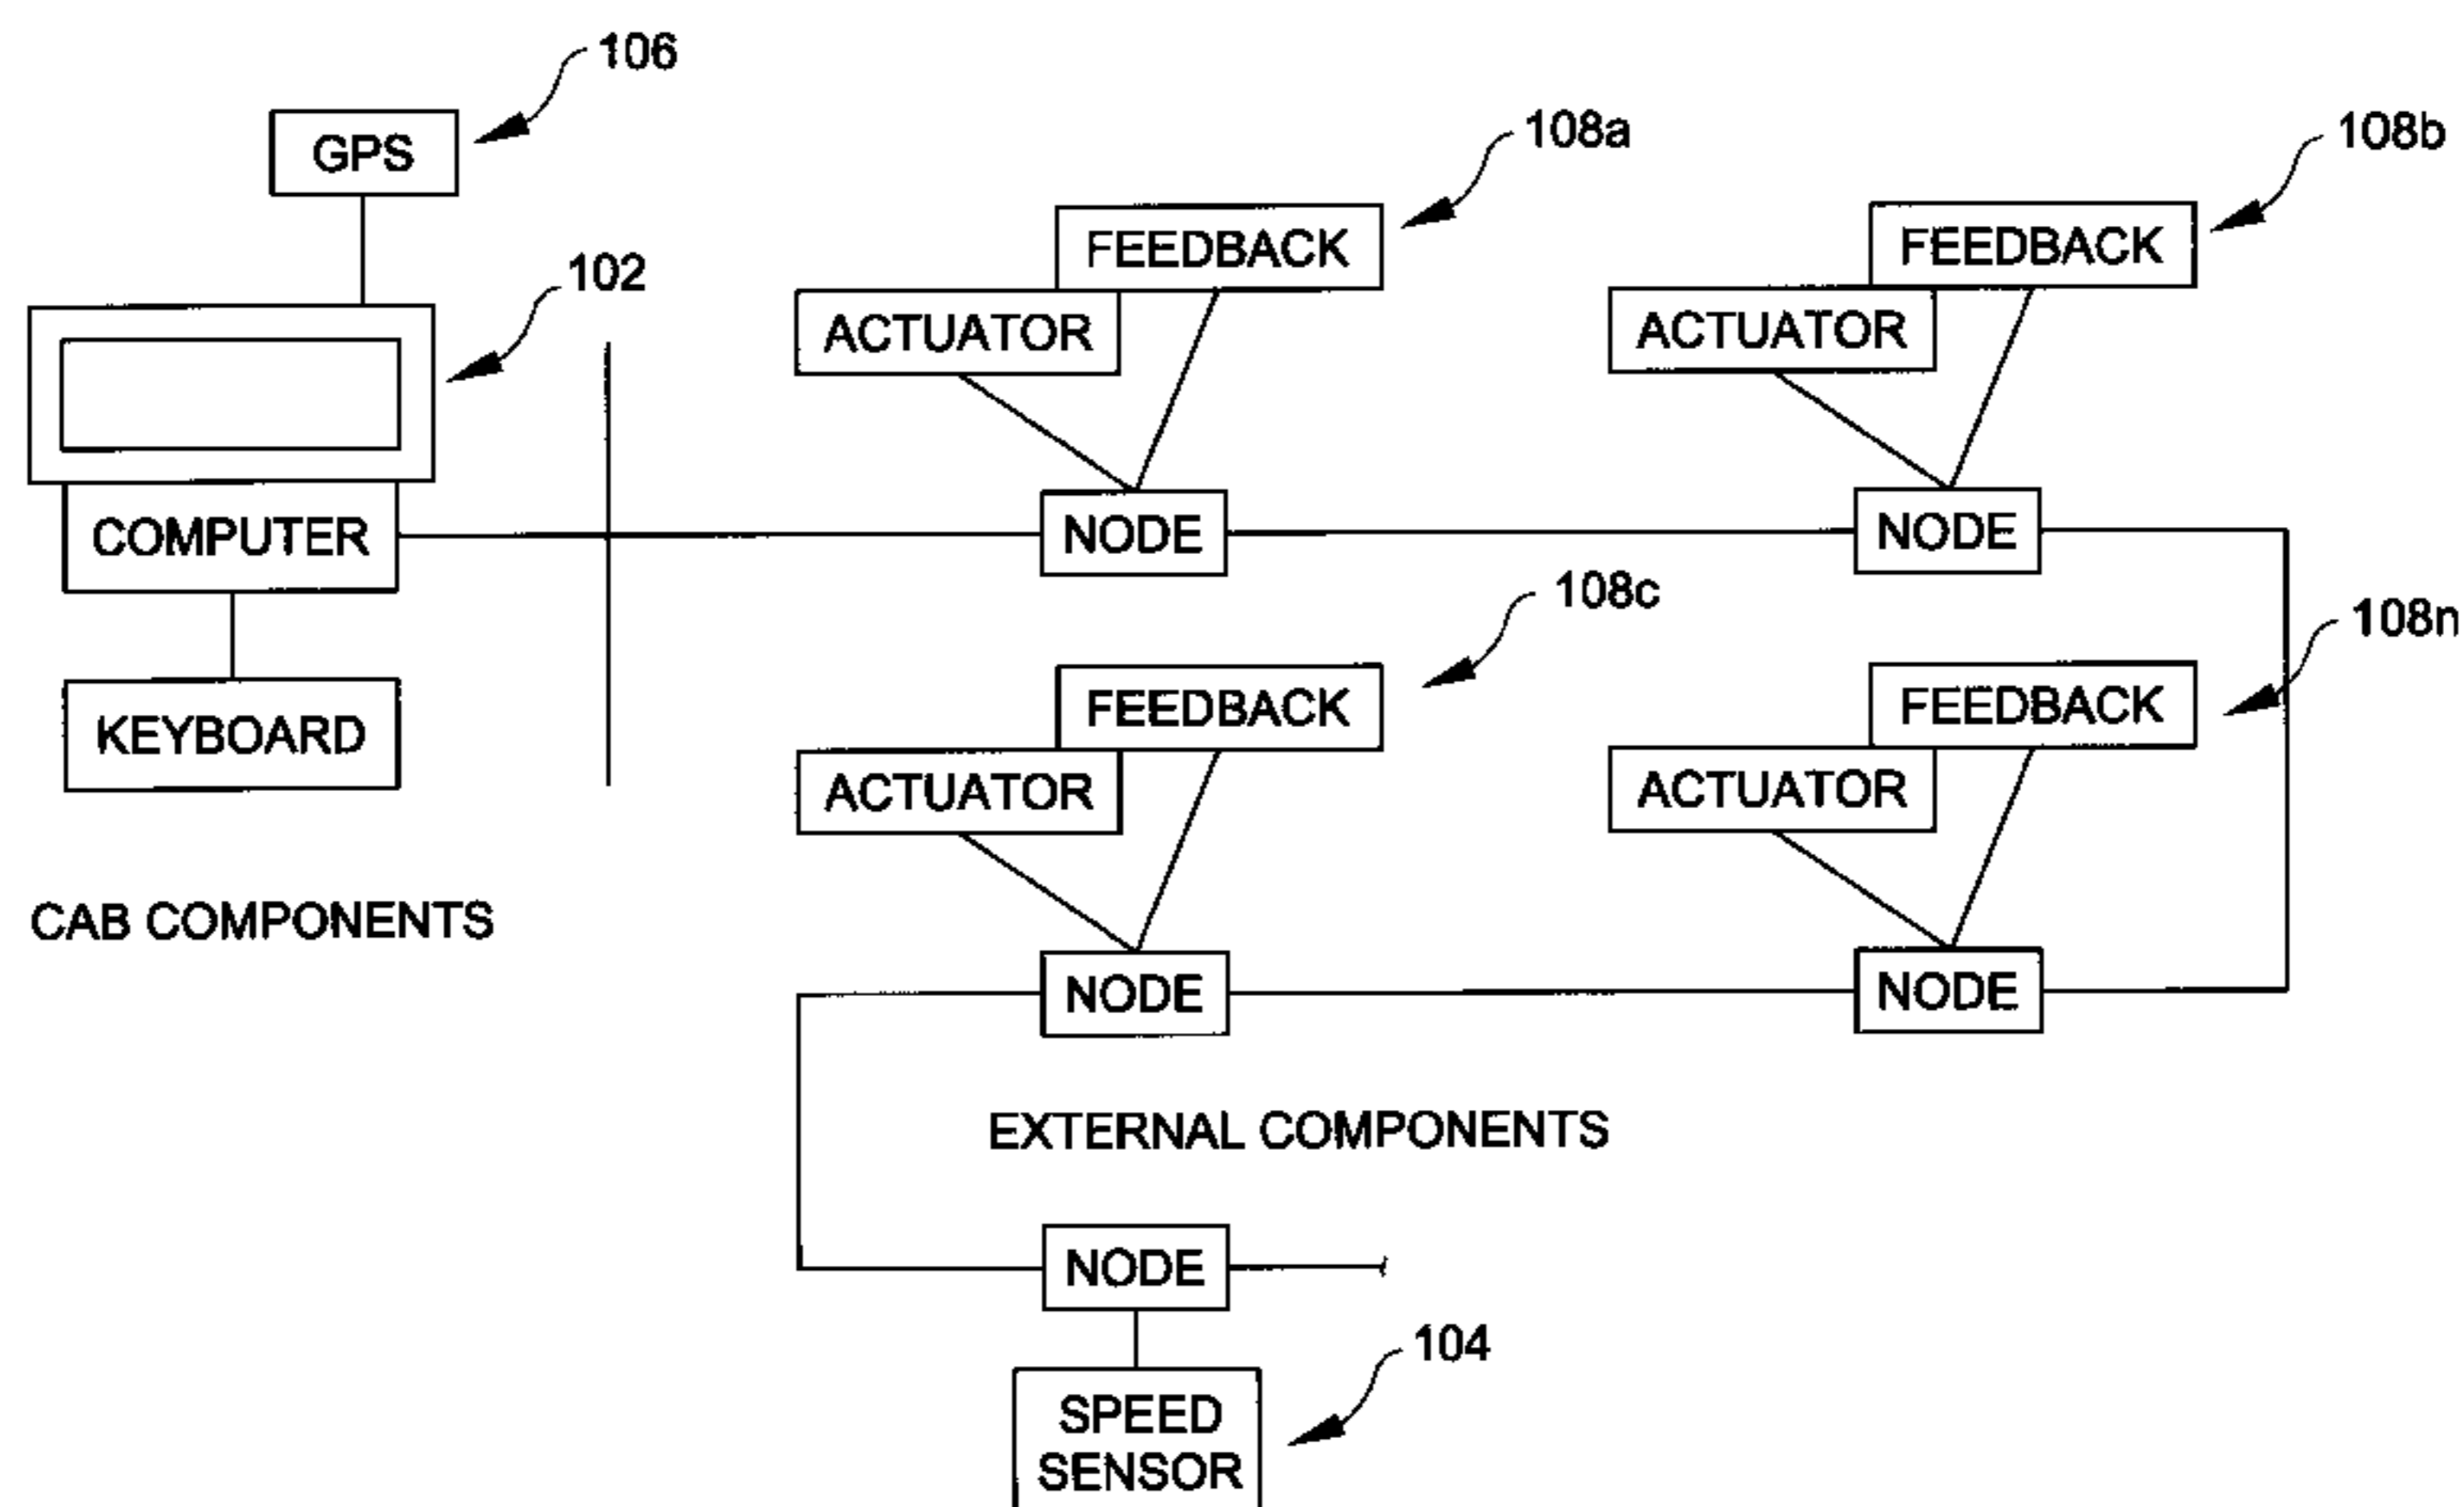 106
GPS
108a
108b
FEEDBACK
FEEDBACK
102
ACTUATOR
ACTUATOR
COMPUTER
NODE
NODE
108c
108n
KEYBOARD
FEEDBACK
FEEDBACK
ACTUATOR
ACTUATOR
CAB COMPONENTS
NODE
NODE
EXTERNAL COMPONENTS
NODE
104
SPEED
SENSOR